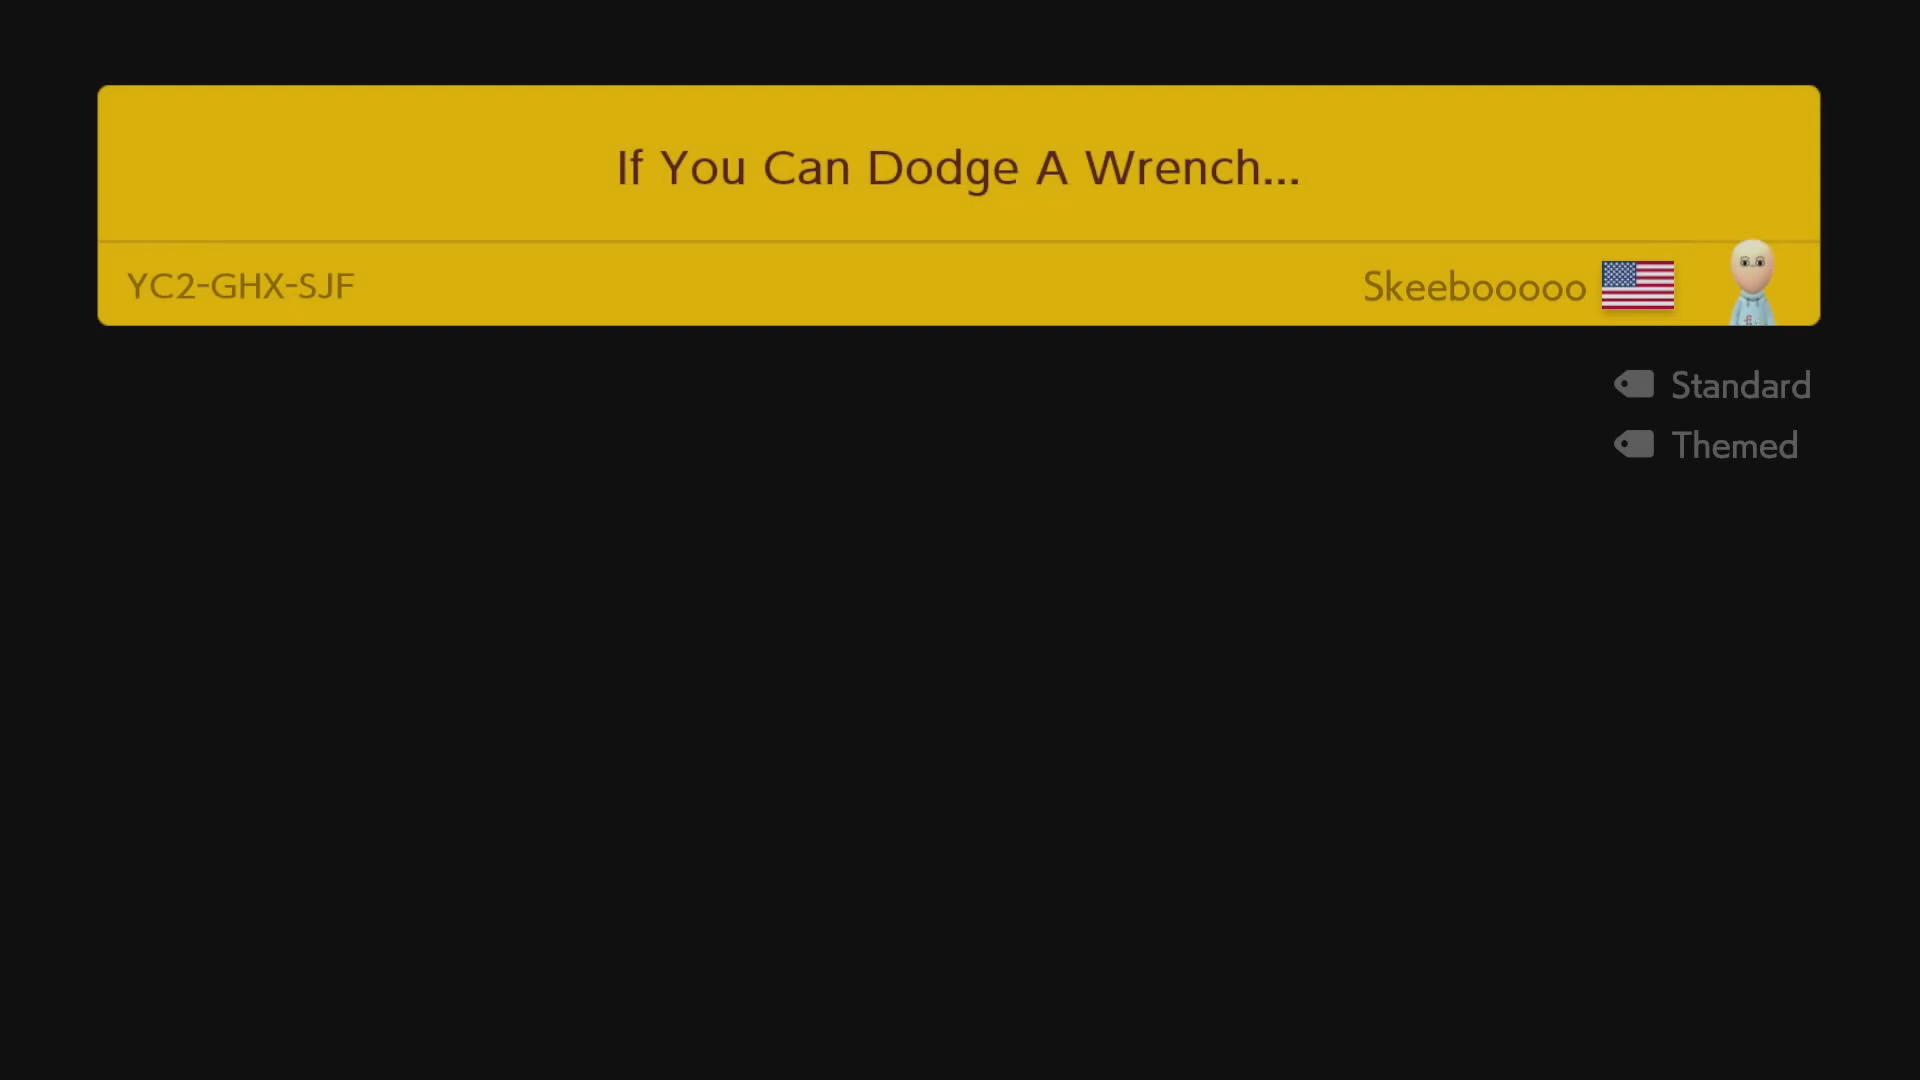 If You Can Dodge A Wrench...
YC2-GHX-SJF
Skeebooooo
Standard
Themed